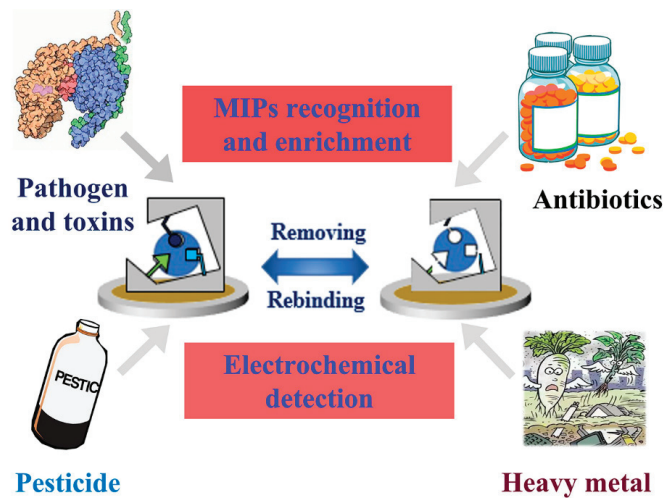 MIPs recognition
and enrichment
Pathogen
and toxins
Antibiotics
Removing
Rebinding
PESTIC
Electrochemical
detection
Pesticide
Heavy metal